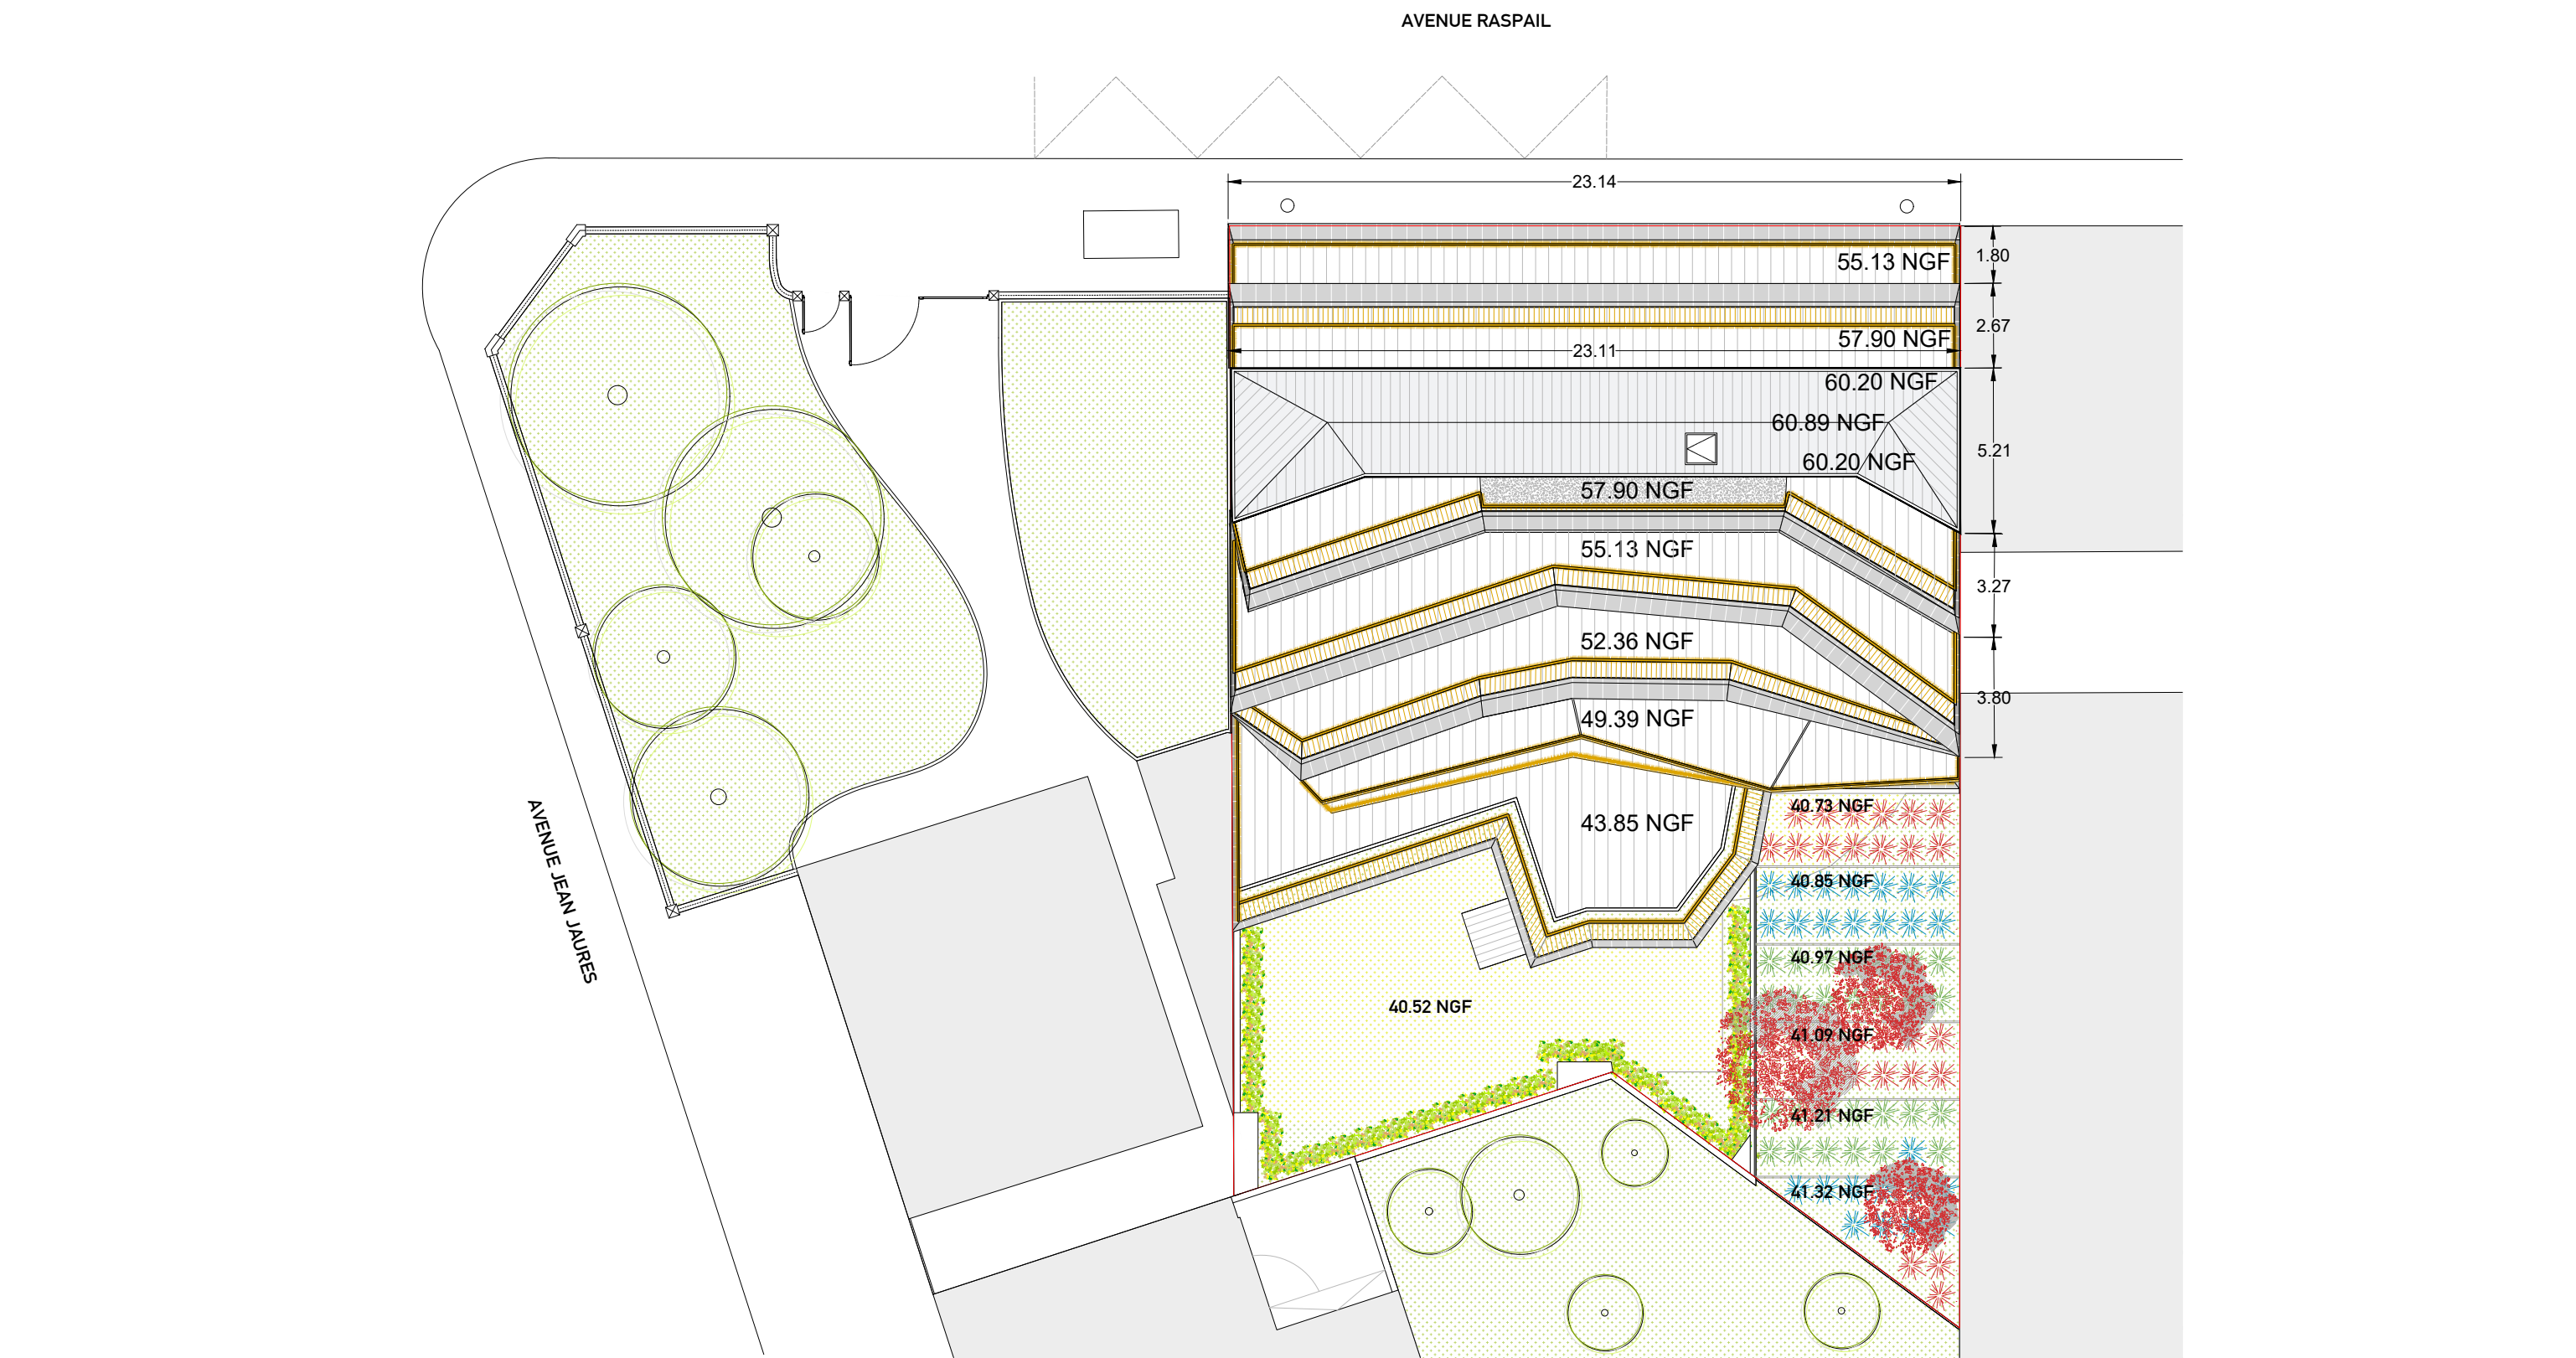 AVENUE RASPAIL
23.14
55.13 NGF
1.80
2.67
57.90 NGF
23.11
60.20 NGF
60.89 NGF
5.21
60.20 NGF
57.90 NGF
55.13 NGF
3.27
52.36 NGF
3.80
49.39 NGF
40.73 NGF
43.85 NGF
40.85 NGF
AVENUE JEAN JAURES
40.97 NGF
40.52 NGF
41.09 NGF
41.21 NGF
41.32 NGF